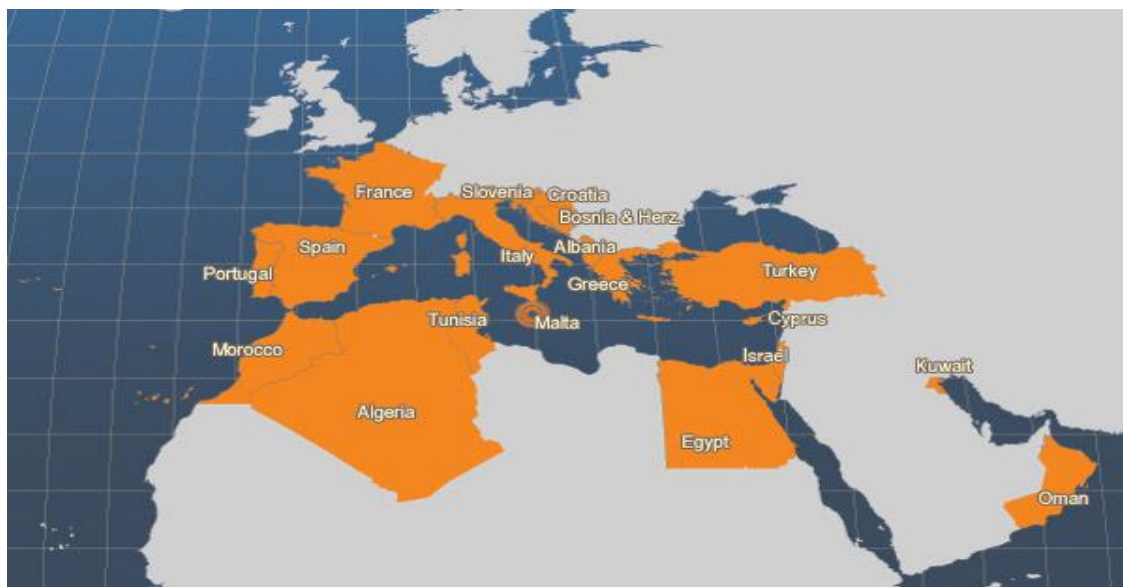 France
Slovenia
Croatia
Bosnia & Herz.
Spain
Italy
Albania
Portugal
Greece
Turkey
Tunisia
Malta
Cyprus
Morocco
Israel
Kuwait
Algeria
Egypt
Oman